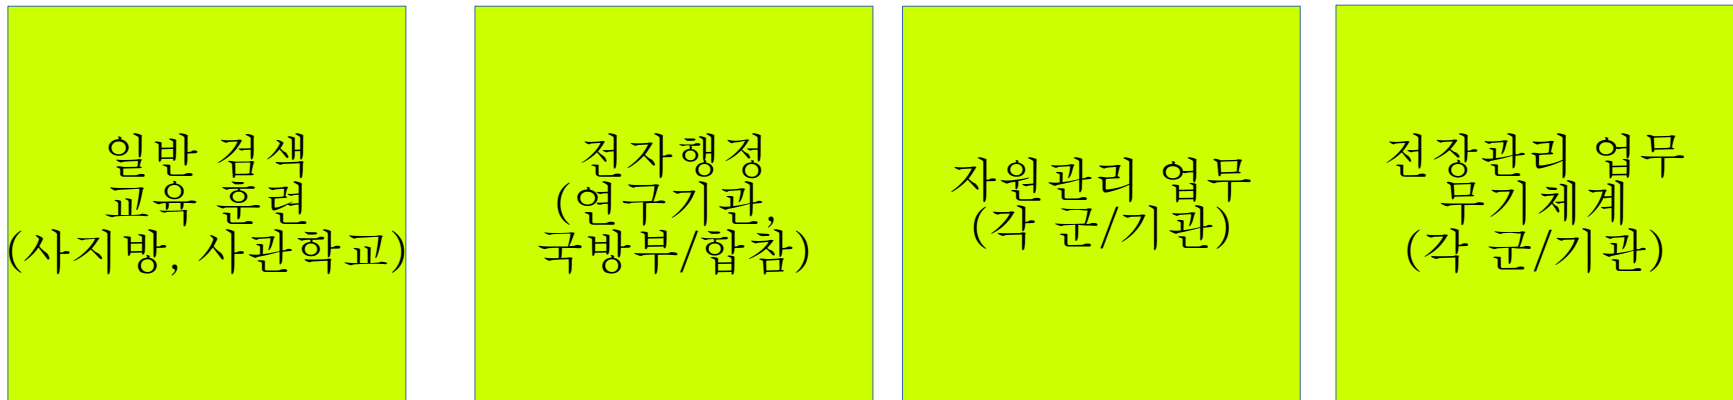 일반 검색
교육 훈련
(사지방, 사관학교)
전자행정
(연구기관,
국방부/합참)
자원관리 업무
(각 군/기관)
전장관리 업무
무기체계
(각 군/기관)